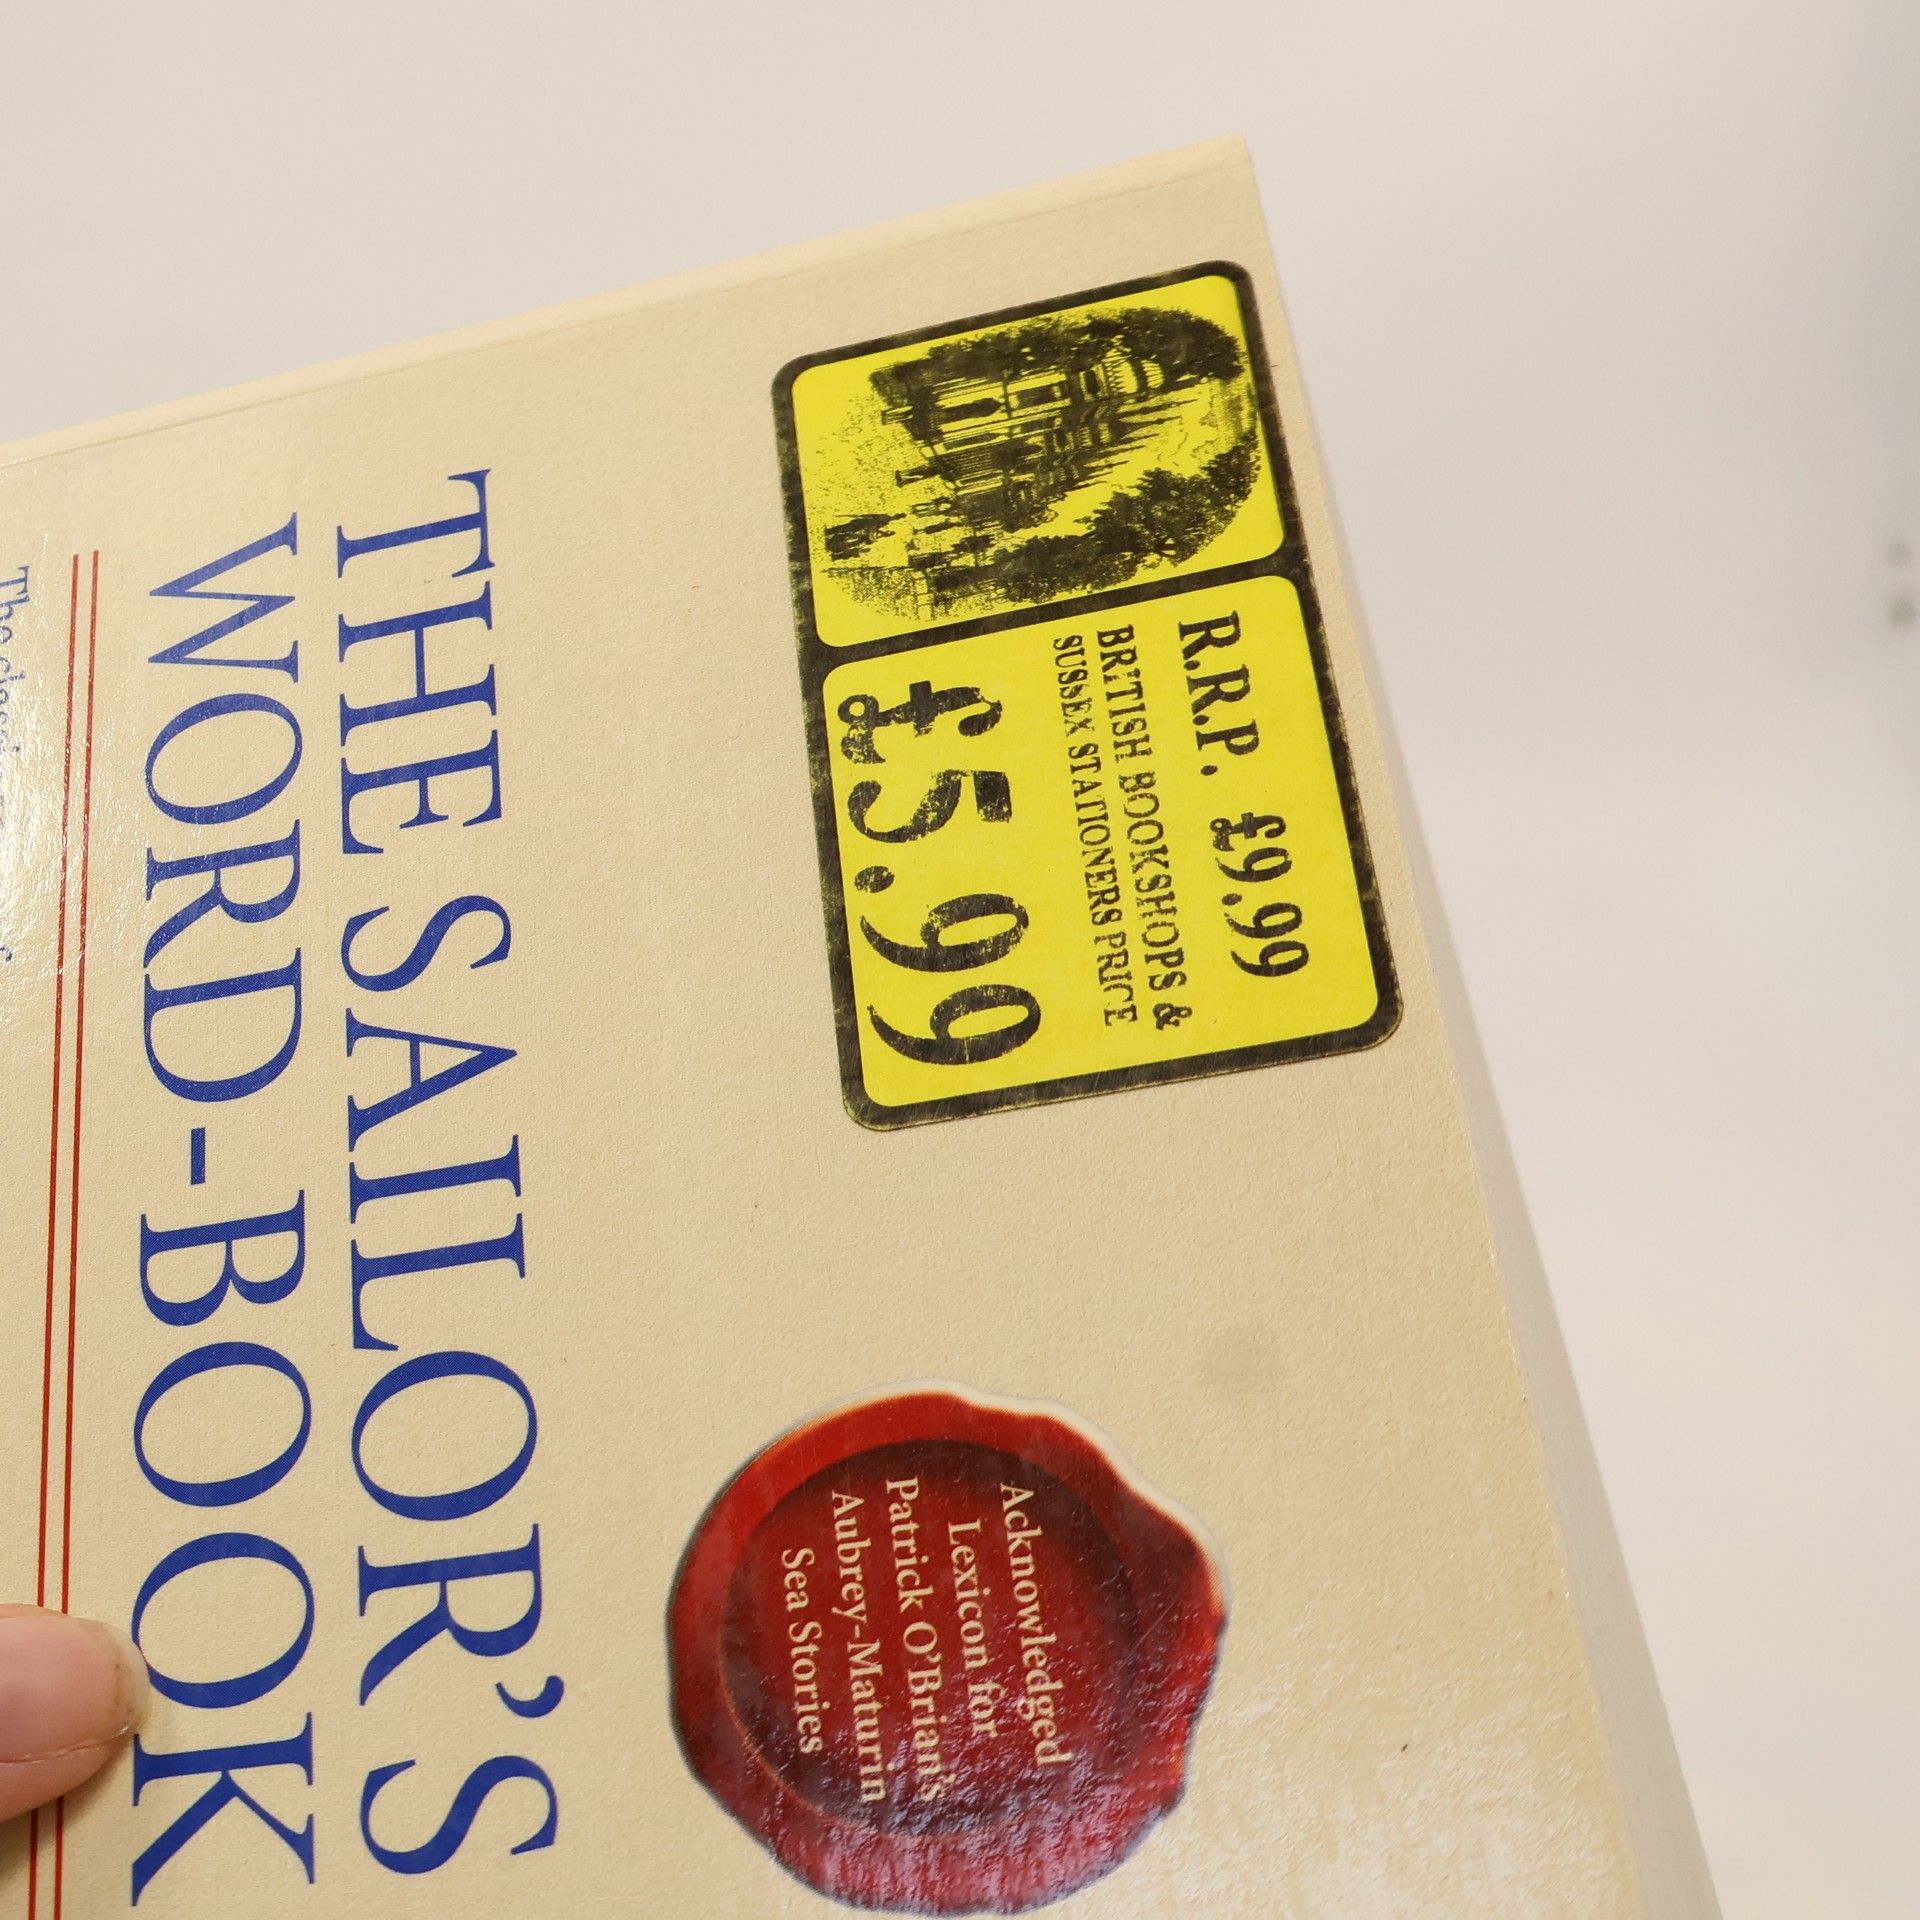 R.R.P. £9.99
BRITISH BOOKSHOPS &
SUSSEX STATIONERS PRICE
£5.99
Acknowledged
Lexicon for
Patrick O'Brian's
Aubrey-Maturin
Sea Stories
THE SAILOR'S
WORD-BOOK
The